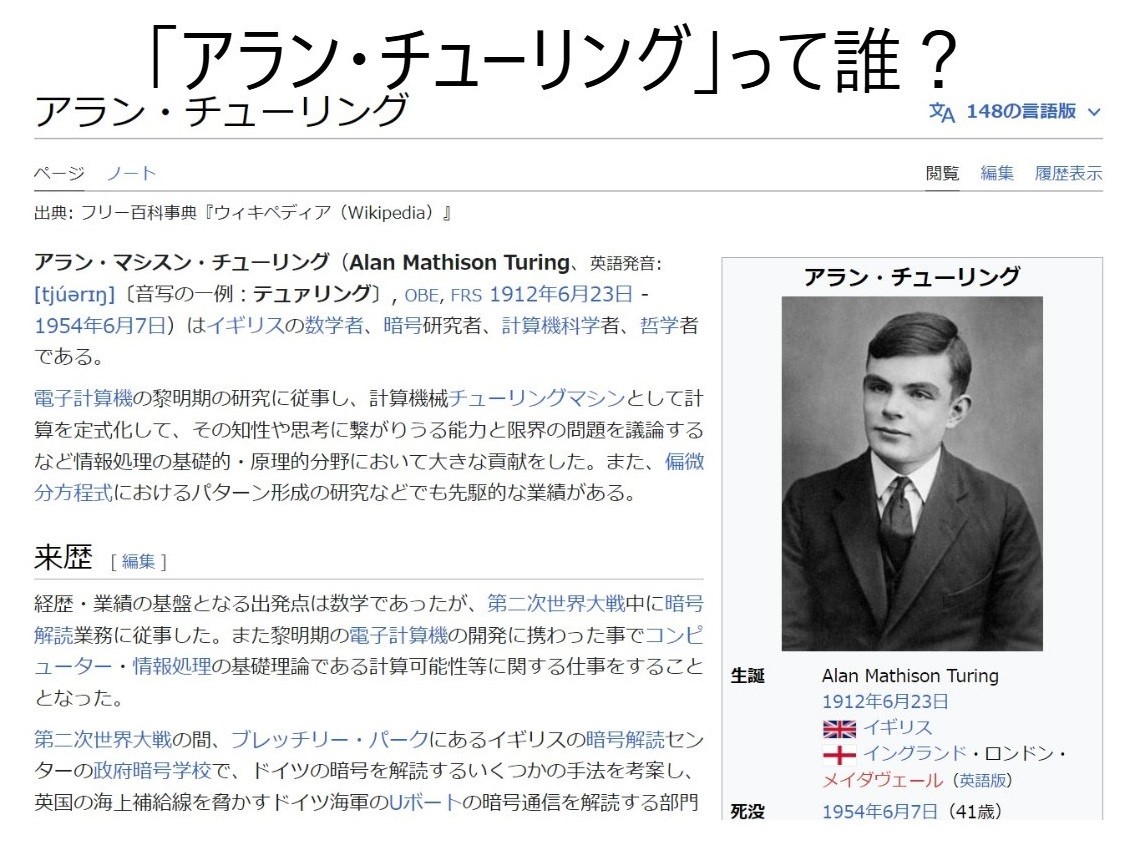 「アラン・チューリング」って誰？
アラン・チューリング
148の言語版
ページ ノート
閲覧 編集 履歴表示
出典: フリー百科事典『ウィキペディア（Wikipedia）』
アラン・マシスン・チューリング（Alan Mathison Turing、英語発音:
[tjúərɪŋ]〔音写の一例：テュァリング〕, OBE, FRS 1912年6月23日 -
1954年6月7日）はイギリスの数学者、暗号研究者、計算機科学者、哲学者
である。
電子計算機の黎明期の研究に従事し、計算機械チューリングマシンとして計
算を定式化して、その知性や思考に繋がりうる能力と限界の問題を議論する
など情報処理の基礎的・原理的分野において大きな貢献をした。また、偏微
分方程式におけるパターン形成の研究などでも先駆的な業績がある。
来歴 [ 編集 ]
経歴・業績の基盤となる出発点は数学であったが、第二次世界大戦中に暗号
解読業務に従事した。また黎明期の電子計算機の開発に携わった事でコンピ
ューター・情報処理の基礎理論である計算可能性等に関する仕事をすること
となった。
第二次世界大戦の間、ブレッチリー・パークにあるイギリスの暗号解読セン
ターの政府暗号学校で、ドイツの暗号を解読するいくつかの手法を考案し、
英国の海上補給線を脅かすドイツ海軍のUボートの暗号通信を解読する部門
アラン・チューリング
生誕 Alan Mathison Turing
1912年6月23日
イギリス
イングランド・ロンドン・
メイダヴェール（英語版）
死没 1954年6月7日（41歳）